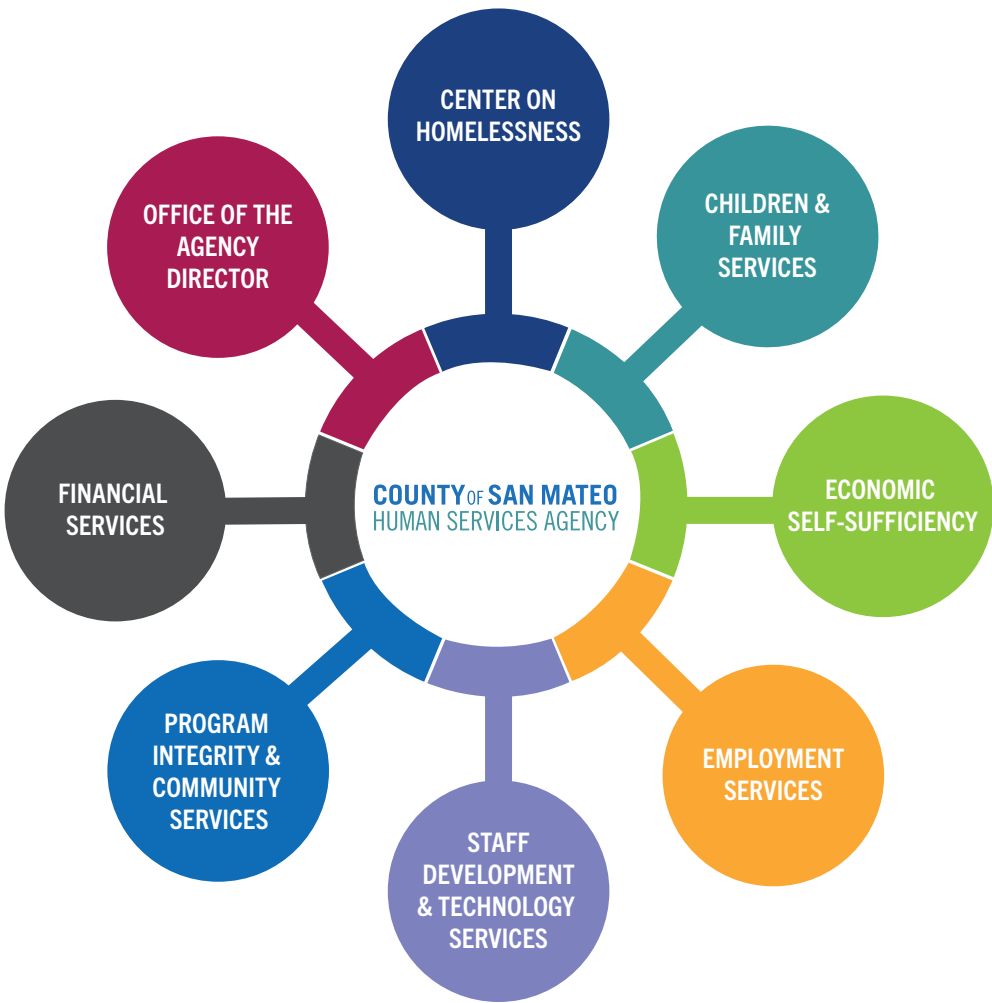 CENTER ON
HOMELESSNESS
CHILDREN &
FAMILY
SERVICES
ECONOMIC
SELF-SUFFICIENCY
EMPLOYMENT
SERVICES
STAFF
DEVELOPMENT
& TECHNOLOGY
SERVICES
PROGRAM
INTEGRITY &
COMMUNITY
SERVICES
FINANCIAL
SERVICES
OFFICE OF THE
AGENCY
DIRECTOR
COUNTY OF SAN MATEO
HUMAN SERVICES AGENCY